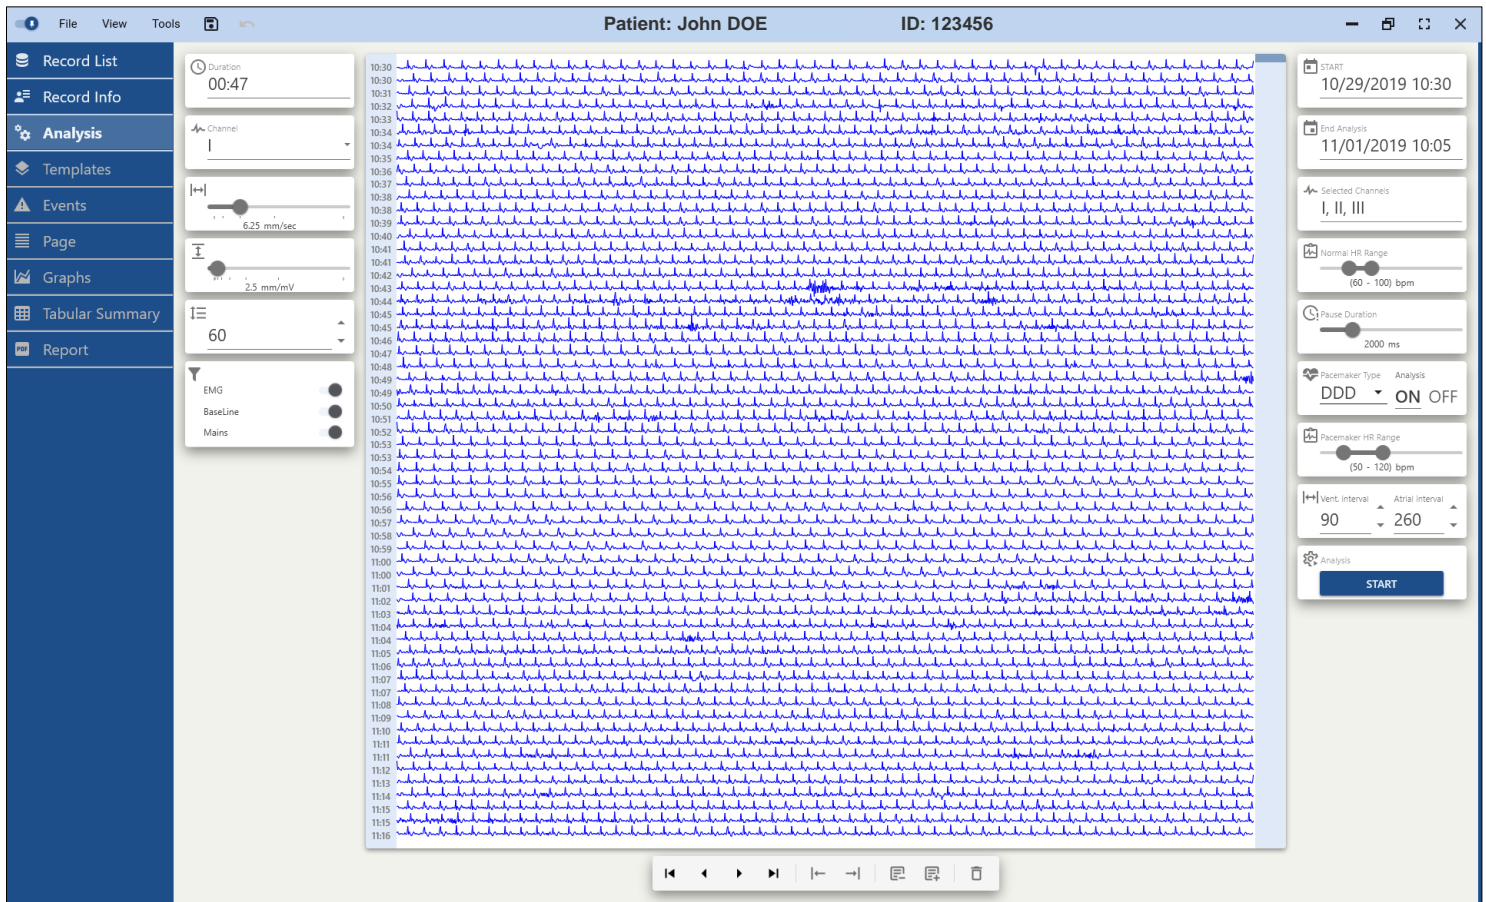 File View Tools Patient: John DOE ID: 123456
Record List
Record Info
Analysis
Templates
Events
Page
Graphs
Tabular Summary
PDF Report
Duration
00:47
Channel
I
6.25 mm/sec
2.5 mm/mV
60
EMG
BaseLine
Mains
10:30
10:30
10:31
10:32
10:33
10:34
10:34
10:35
10:36
10:37
10:38
10:38
10:39
10:40
10:41
10:41
10:42
10:43
10:44
10:45
10:45
10:46
10:47
10:48
10:49
10:49
10:50
10:51
10:52
10:53
10:53
10:54
10:55
10:56
10:56
10:57
10:58
10:59
11:00
11:00
11:01
11:02
11:03
11:04
11:04
11:05
11:06
11:07
11:07
11:08
11:09
11:10
11:11
11:11
11:12
11:13
11:14
11:15
11:15
11:16
START
10/29/2019 10:30
End Analysis
11/01/2019 10:05
Selected Channels
I, II, III
Normal HR Range
(60 - 100) bpm
Pause Duration
2000 ms
Pacemaker Type Analysis
DDD ON OFF
Pacemaker HR Range
(50 - 120) bpm
Vent. interval Atrial interval
90 260
Analysis
START